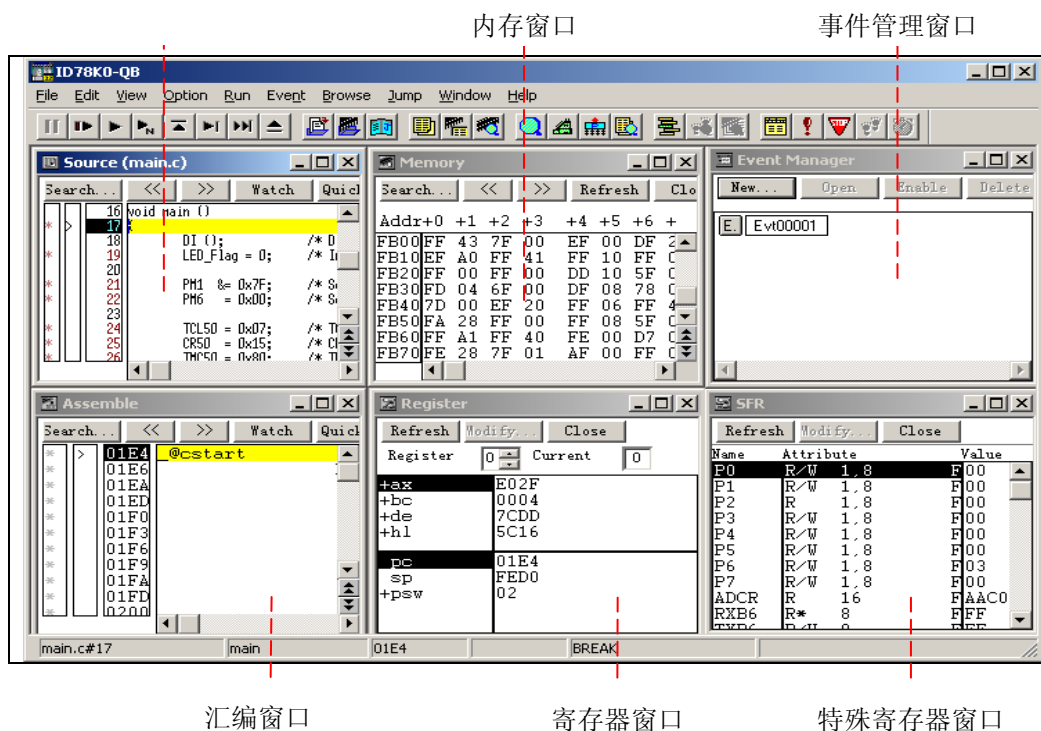 内存窗口 事件管理窗口
ID78K0-QB
File Edit View Option Run Event Browse Jump Window Help
Source (main.c)
Search... << >> Watch Quick
16 void main ()
17 {
18 DI ();
19 LED_Flag = 0;
20
21 PM1 &= 0x7F;
22 PM6 = 0x00;
23
24 TCL50 = 0x07;
25 CR50 = 0x15;
26 TMC50 = 0x80;
Memory
Search... << >> Refresh Clo
Addr +0 +1 +2 +3 +4 +5 +6 +
FB00 FF 43 7F 00 EF 00 DF
FB10 EF A0 FF 41 FF 10 FF
FB20 FF 00 FF 00 DD 10 5F
FB30 FD 04 6F 00 DF 08 78
FB40 7D 00 EF 20 FF 06 FF
FB50 FA 28 FF 00 FF 08 5F
FB60 FF A1 FF 40 FE 00 D7
FB70 FE 28 7F 01 AF 00 FF
Event Manager
New... Open Enable Delete
E. Evt00001
Assemble
Search... << >> Watch Quick
01E4 _@cstart
01E6
01EA
01ED
01F0
01F3
01F6
01F9
01FA
01FD
0200
Register
Refresh Modify... Close
Register 0 Current 0
+ax E02F
+bc 0004
+de 7CDD
+hl 5C16
pc 01E4
sp FED0
+psw 02
SFR
Refresh Modify... Close
Name Attribute Value
P0 R/W 1,8 F 00
P1 R/W 1,8 F 00
P2 R 1,8 F 00
P3 R/W 1,8 F 00
P4 R/W 1,8 F 00
P5 R/W 1,8 F 00
P6 R/W 1,8 F 03
P7 R/W 1,8 F 00
ADCR R 16 F AAC0
RXB6 R* 8 F FF
main.c#17 main 01E4 BREAK
汇编窗口 寄存器窗口 特殊寄存器窗口